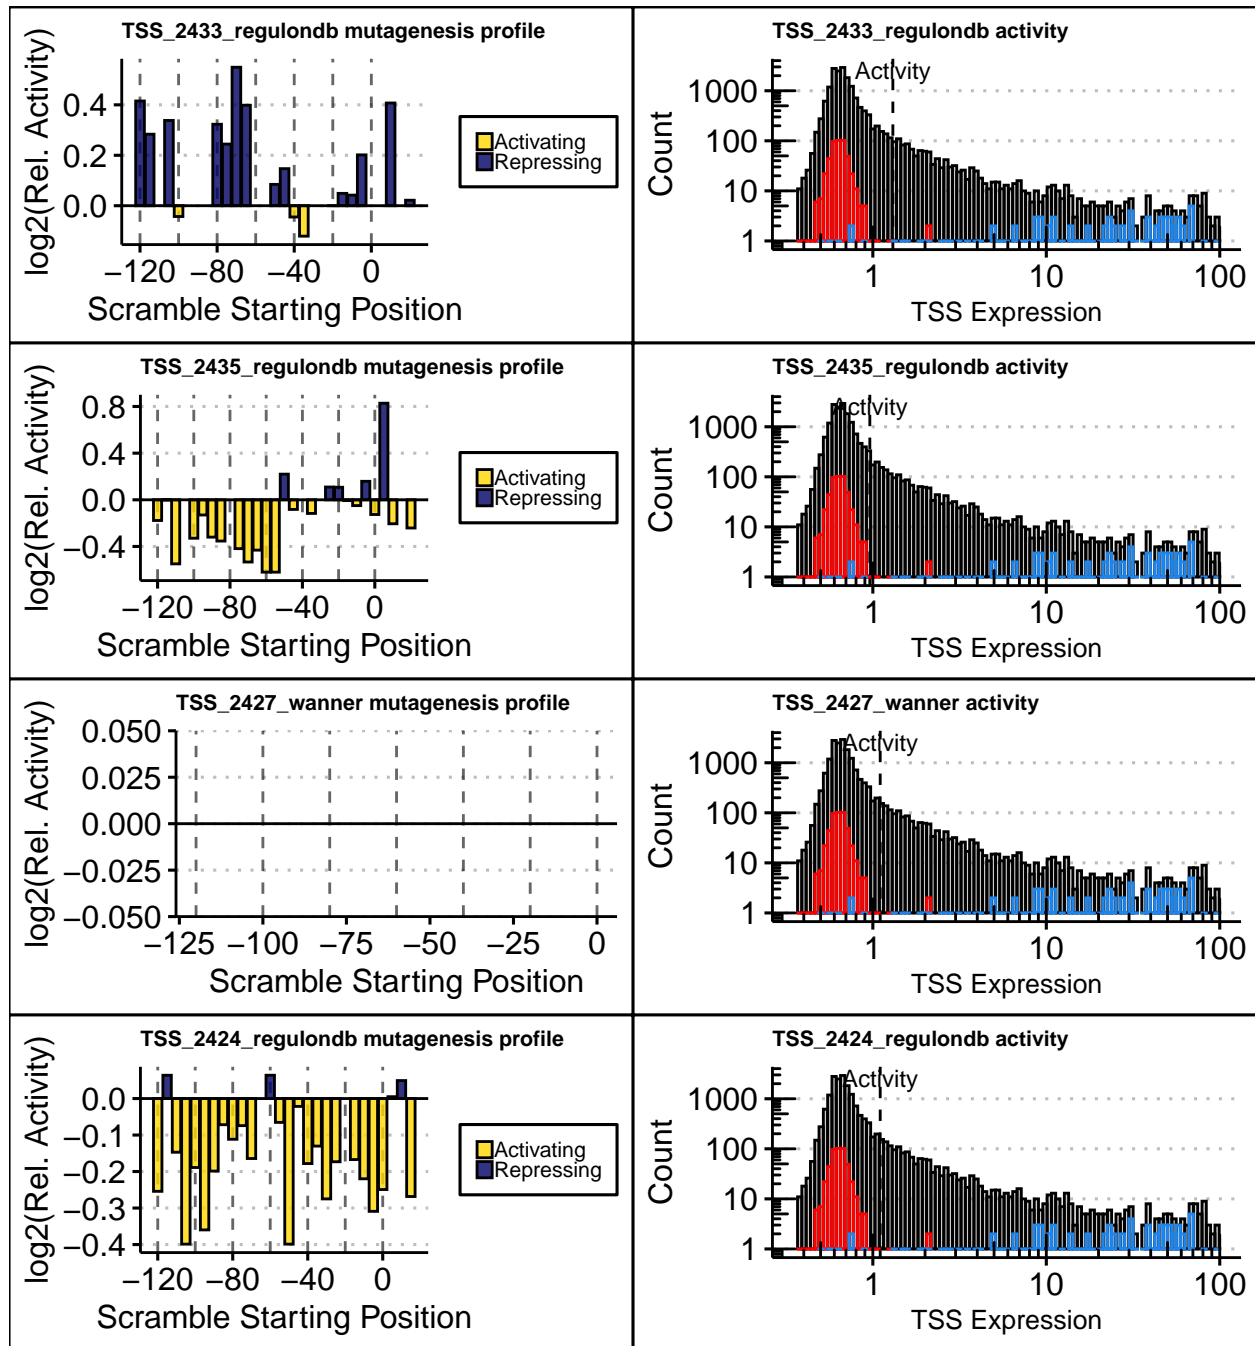 TSS_2433_regulondb mutagenesis profile
log2(Rel. Activity)
0.4
0.2
0.0
−120 −80 −40 0
Scramble Starting Position
Activating
Repressing
TSS_2433_regulondb activity
Activity
Count
1000
100
10
1
1 10 100
TSS Expression
TSS_2435_regulondb mutagenesis profile
log2(Rel. Activity)
0.8
0.4
0.0
−0.4
−120 −80 −40 0
Scramble Starting Position
Activating
Repressing
TSS_2435_regulondb activity
Activity
Count
1000
100
10
1
1 10 100
TSS Expression
TSS_2427_wanner mutagenesis profile
log2(Rel. Activity)
0.050
0.025
0.000
−0.025
−0.050
−125 −100 −75 −50 −25 0
Scramble Starting Position
TSS_2427_wanner activity
Activity
Count
1000
100
10
1
1 10 100
TSS Expression
TSS_2424_regulondb mutagenesis profile
log2(Rel. Activity)
0.0
−0.1
−0.2
−0.3
−0.4
−120 −80 −40 0
Scramble Starting Position
Activating
Repressing
TSS_2424_regulondb activity
Activity
Count
1000
100
10
1
1 10 100
TSS Expression